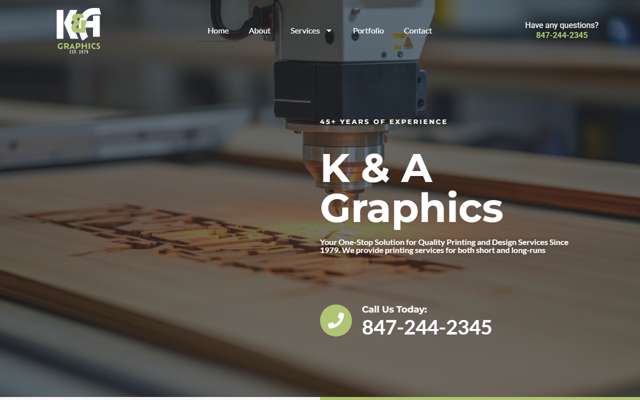 K&A
GRAPHICS
EST. 1979
Home
About
Services
Portfolio
Contact
Have any questions?
847-244-2345
45+ YEARS OF EXPERIENCE
K & A
Graphics
Your One-Stop Solution for Quality Printing and Design Services Since
1979. We provide printing services for both short and long-runs
Call Us Today:
847-244-2345